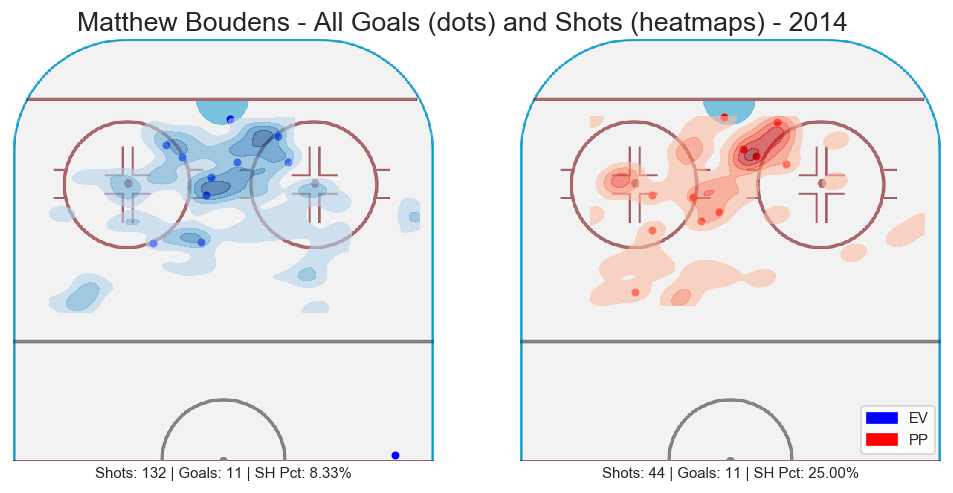 Matthew Boudens - All Goals (dots) and Shots (heatmaps) - 2014
EV
PP
Shots: 132 | Goals: 11 | SH Pct: 8.33%
Shots: 44 | Goals: 11 | SH Pct: 25.00%